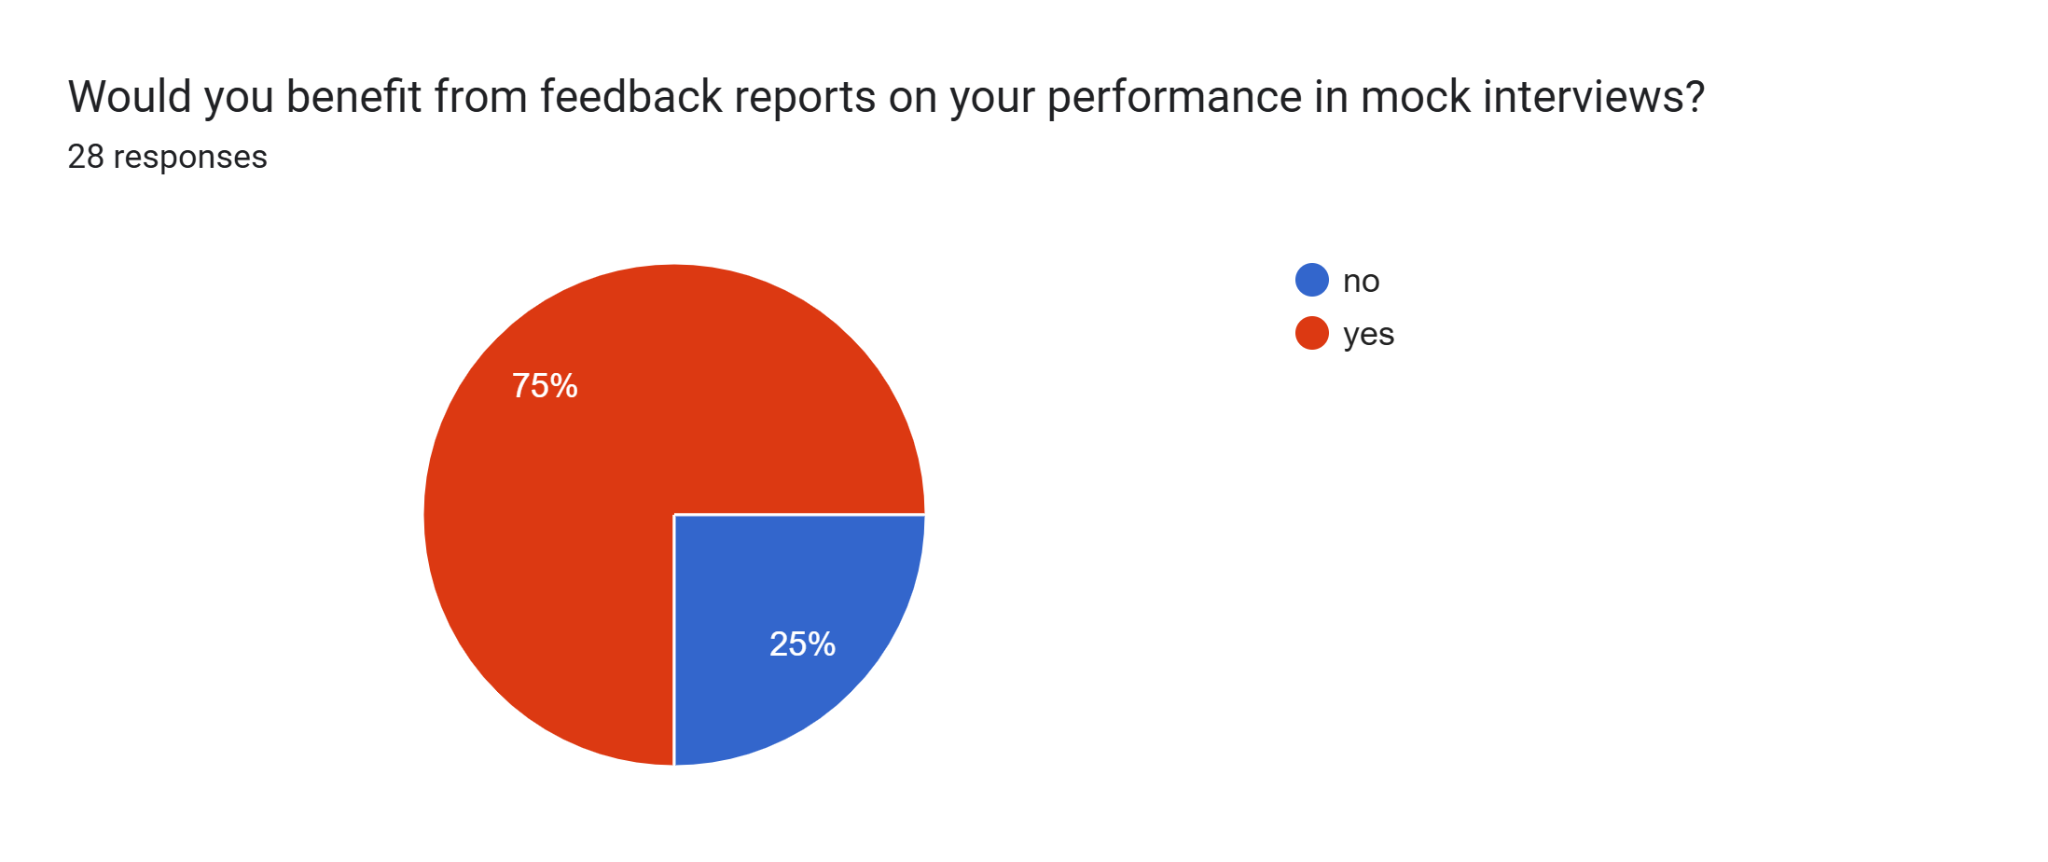 Would you benefit from feedback reports on your performance in mock interviews?
28 responses
no
yes
75%
25%